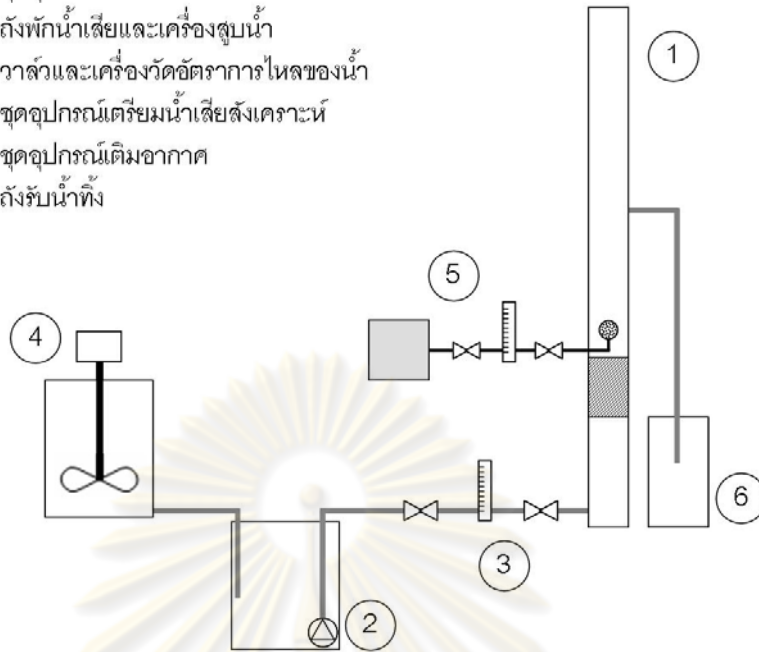 ถังพักน้ำเสียและเครื่องสูบน้ำ
วาล์วและเครื่องวัดอัตราการไหลของน้ำ
ชุดอุปกรณ์เตรียมน้ำเสียสังเคราะห์
ชุดอุปกรณ์เติมอากาศ
ถังรับน้ำทิ้ง
1
5
4
6
3
2